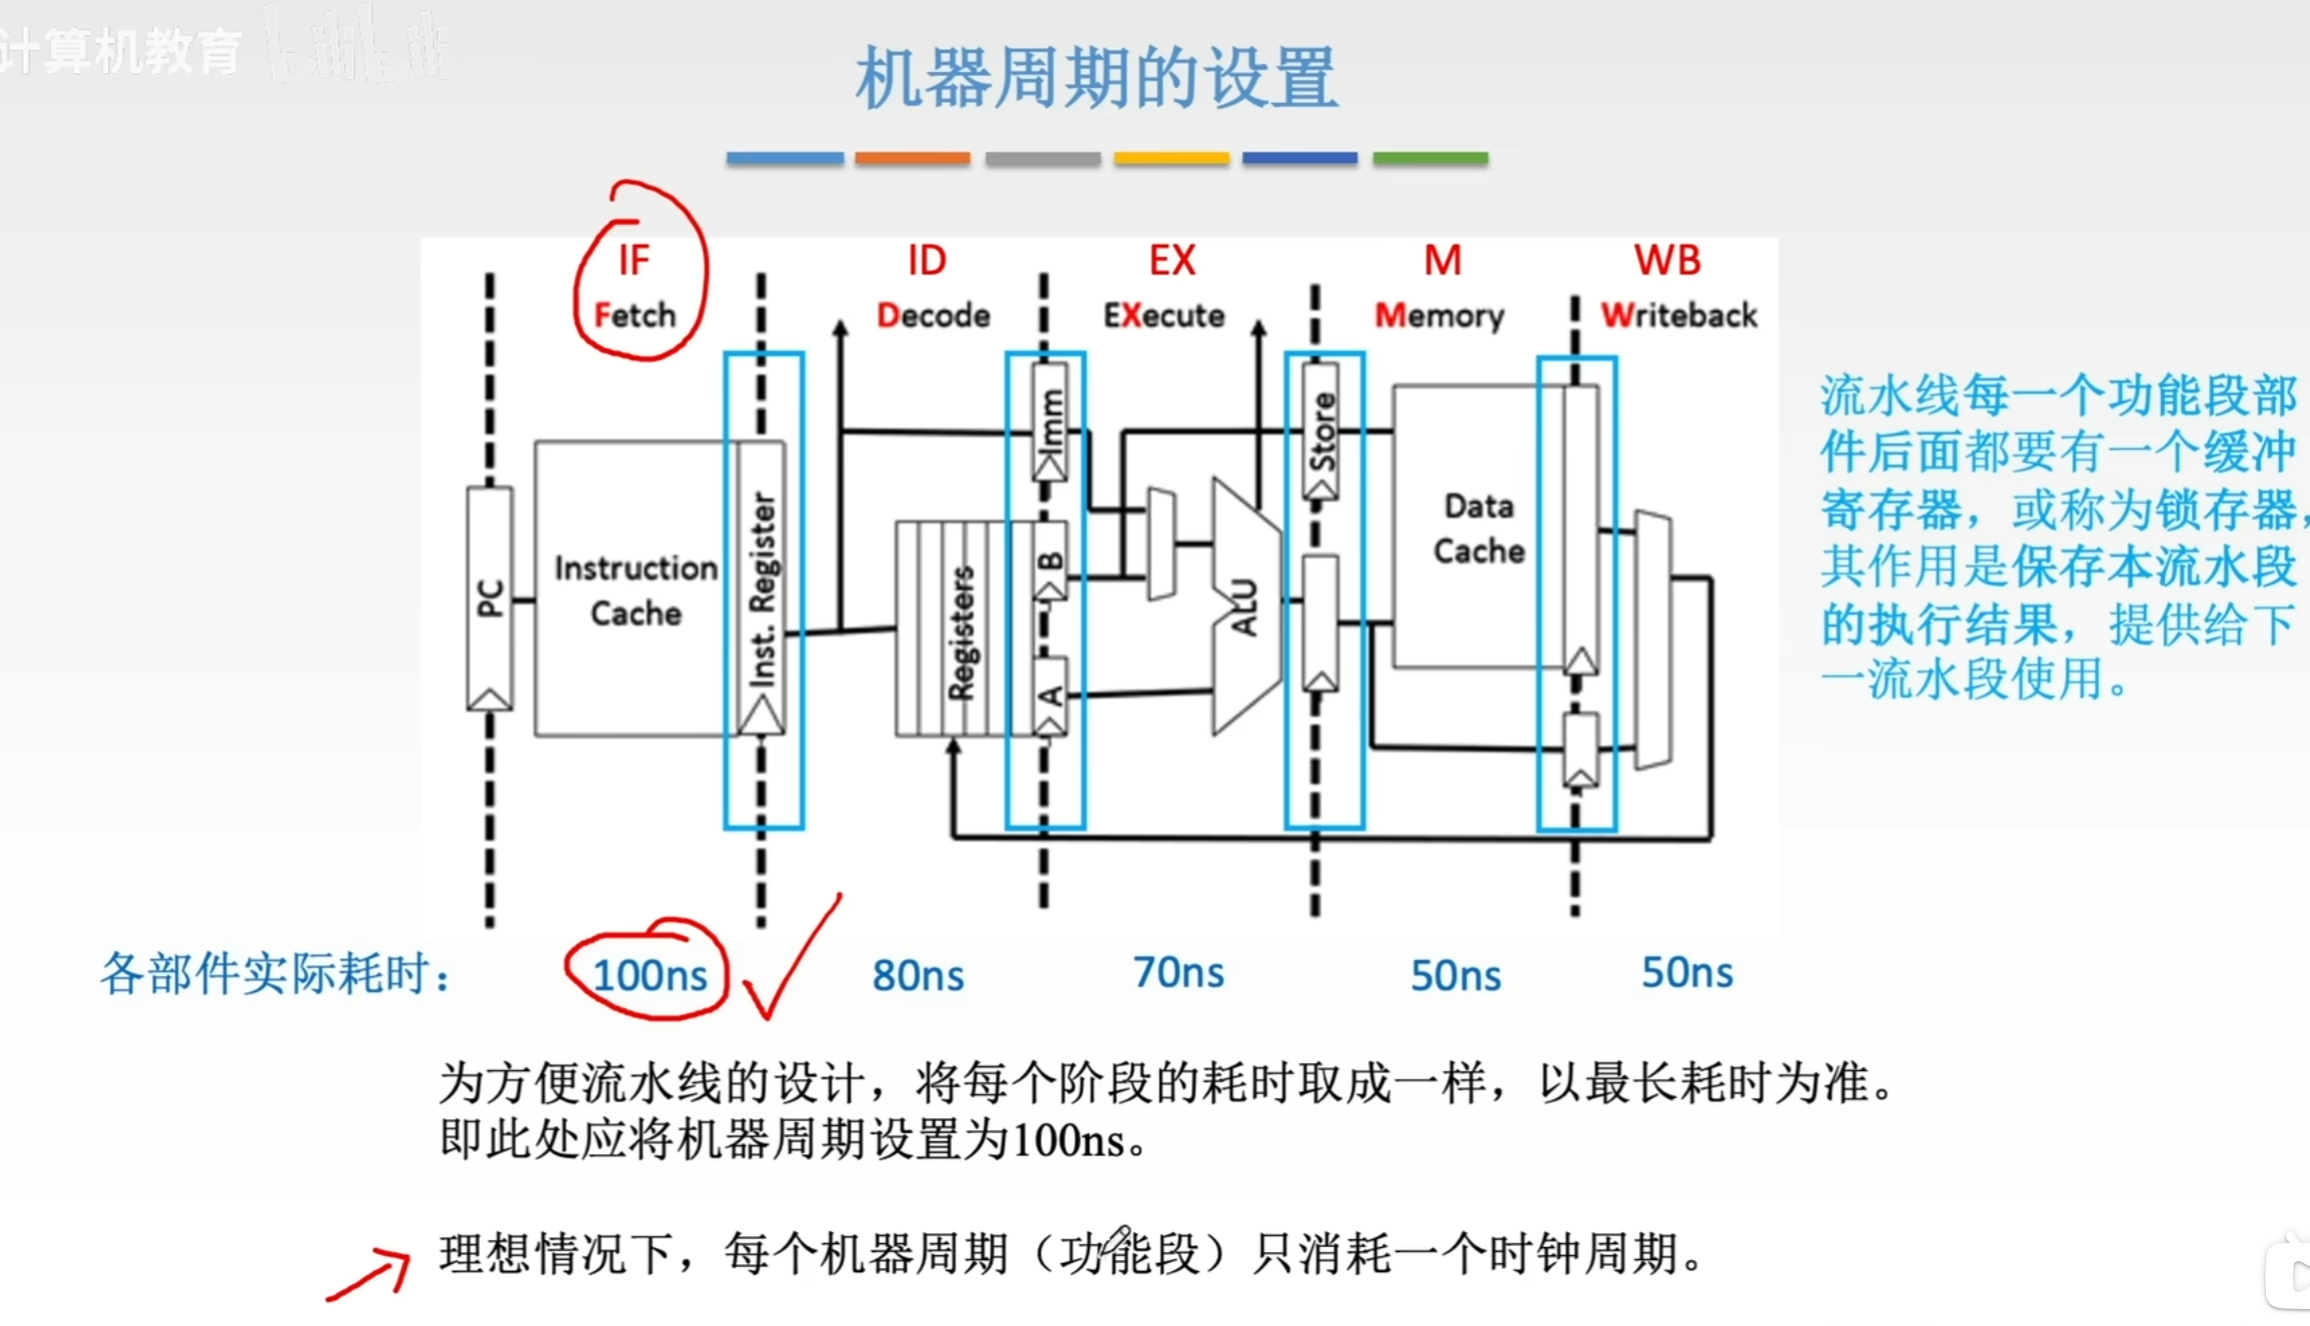 计算机教育 bilibili
机器周期的设置
IF ID EX M WB
Fetch Decode EXecute Memory Writeback
PC
Instruction
Cache
Inst. Register
Registers
Imm
B
A
ALU
Store
Data
Cache
流水线每一个功能段部
件后面都要有一个缓冲
寄存器，或称为锁存器，
其作用是保存本流水段
的执行结果，提供给下
一流水段使用。
各部件实际耗时： 100ns 80ns 70ns 50ns 50ns
为方便流水线的设计，将每个阶段的耗时取成一样，以最长耗时为准。
即此处应将机器周期设置为100ns。
理想情况下，每个机器周期（功能段）只消耗一个时钟周期。